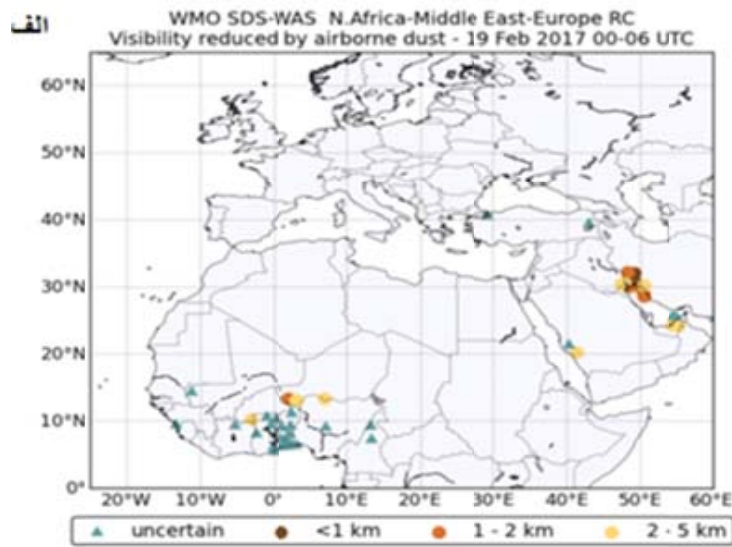 الف
WMO SDS-WAS N.Africa-Middle East-Europe RC
Visibility reduced by airborne dust - 19 Feb 2017 00-06 UTC
60°N
50°N
40°N
30°N
20°N
10°N
0°
20°W 10°W 0° 10°E 20°E 30°E 40°E 50°E 60°E
uncertain <1 km 1 - 2 km 2 - 5 km